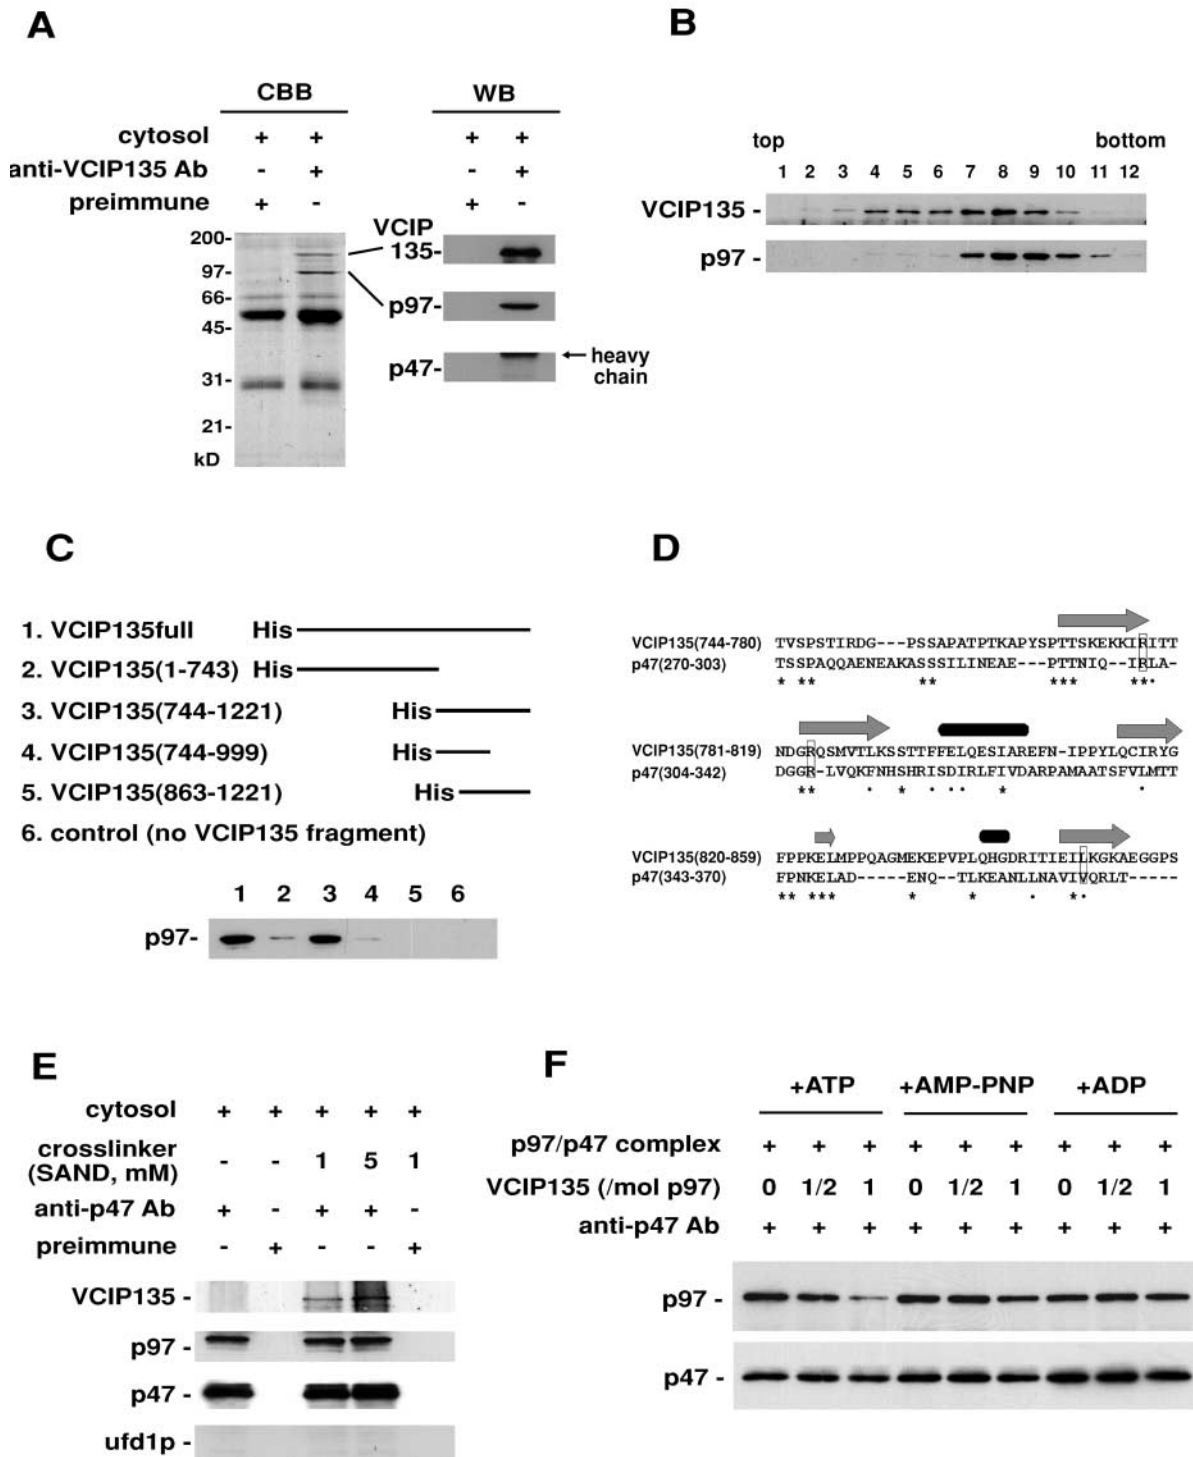 A
CBB WB
cytosol + + + +
anti-VCIP135 Ab - + - +
preimmune + - + -
200-
97-
66-
45-
31-
21-
kD
VCIP
135-
p97-
p47-
heavy
chain
B
top bottom
1 2 3 4 5 6 7 8 9 10 11 12
VCIP135 -
p97 -
C
1. VCIP135full His
2. VCIP135(1-743) His
3. VCIP135(744-1221) His
4. VCIP135(744-999) His
5. VCIP135(863-1221) His
6. control (no VCIP135 fragment)
1 2 3 4 5 6
p97-
D
VCIP135(744-780) TVSPSTIRDG---PSSAPATPTKAPYSPTTSKEKKIRITT
p47(270-303) TSSPAQQAENEAKASSSILINEAE---PTTNIQ--IRLA-
* ** ** *** **.
VCIP135(781-819) NDGRQSMVTLKSSTTFFELQESIAREFN-IPPYLQCIRYG
p47(304-342) DGGR-LVQKFNHSHRISDIRLFIVDARPAMAATSFVLMTT
** . * . .. * .
VCIP135(820-859) FPPKELMPPQAGMEKEPVPLQHGDRITIEILKGKAEGGPS
p47(343-370) FPNKELAD-----ENQ--TLKEANLLNAVIVQRLT-----
** *** * * . *.
E
cytosol + + + + +
crosslinker
(SAND, mM) - - 1 5 1
anti-p47 Ab + - + + -
preimmune - + - - +
VCIP135 -
p97 -
p47 -
ufd1p -
F
+ATP +AMP-PNP +ADP
p97/p47 complex + + + + + + + + +
VCIP135 (/mol p97) 0 1/2 1 0 1/2 1 0 1/2 1
anti-p47 Ab + + + + + + + + +
p97 -
p47 -